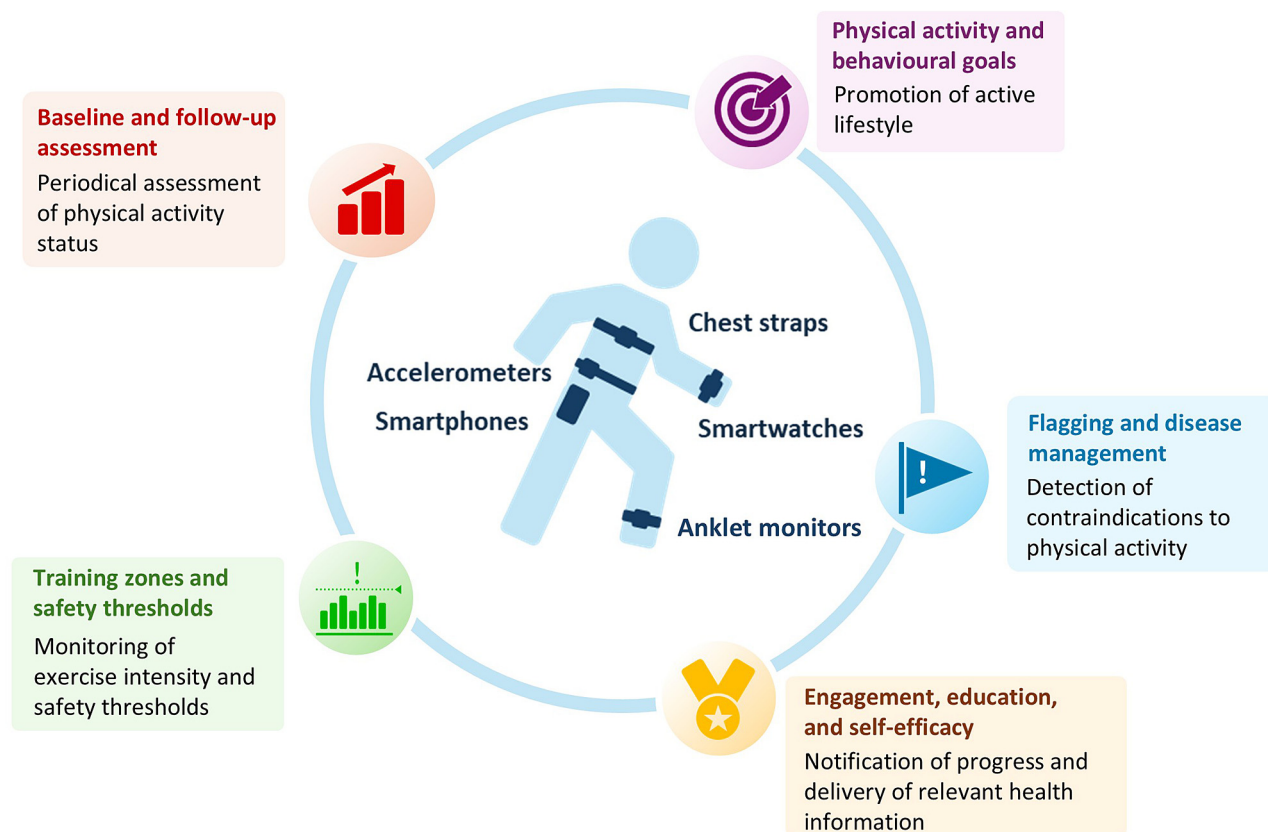 Physical activity and
behavioural goals
Promotion of active
lifestyle
Baseline and follow-up
assessment
Periodical assessment
of physical activity
status
Chest straps
Accelerometers
Smartphones
Smartwatches
Anklet monitors
Flagging and disease
management
Detection of
contraindications to
physical activity
!
!
Training zones and
safety thresholds
Monitoring of
exercise intensity and
safety thresholds
Engagement, education,
and self-efficacy
Notification of progress and
delivery of relevant health
information